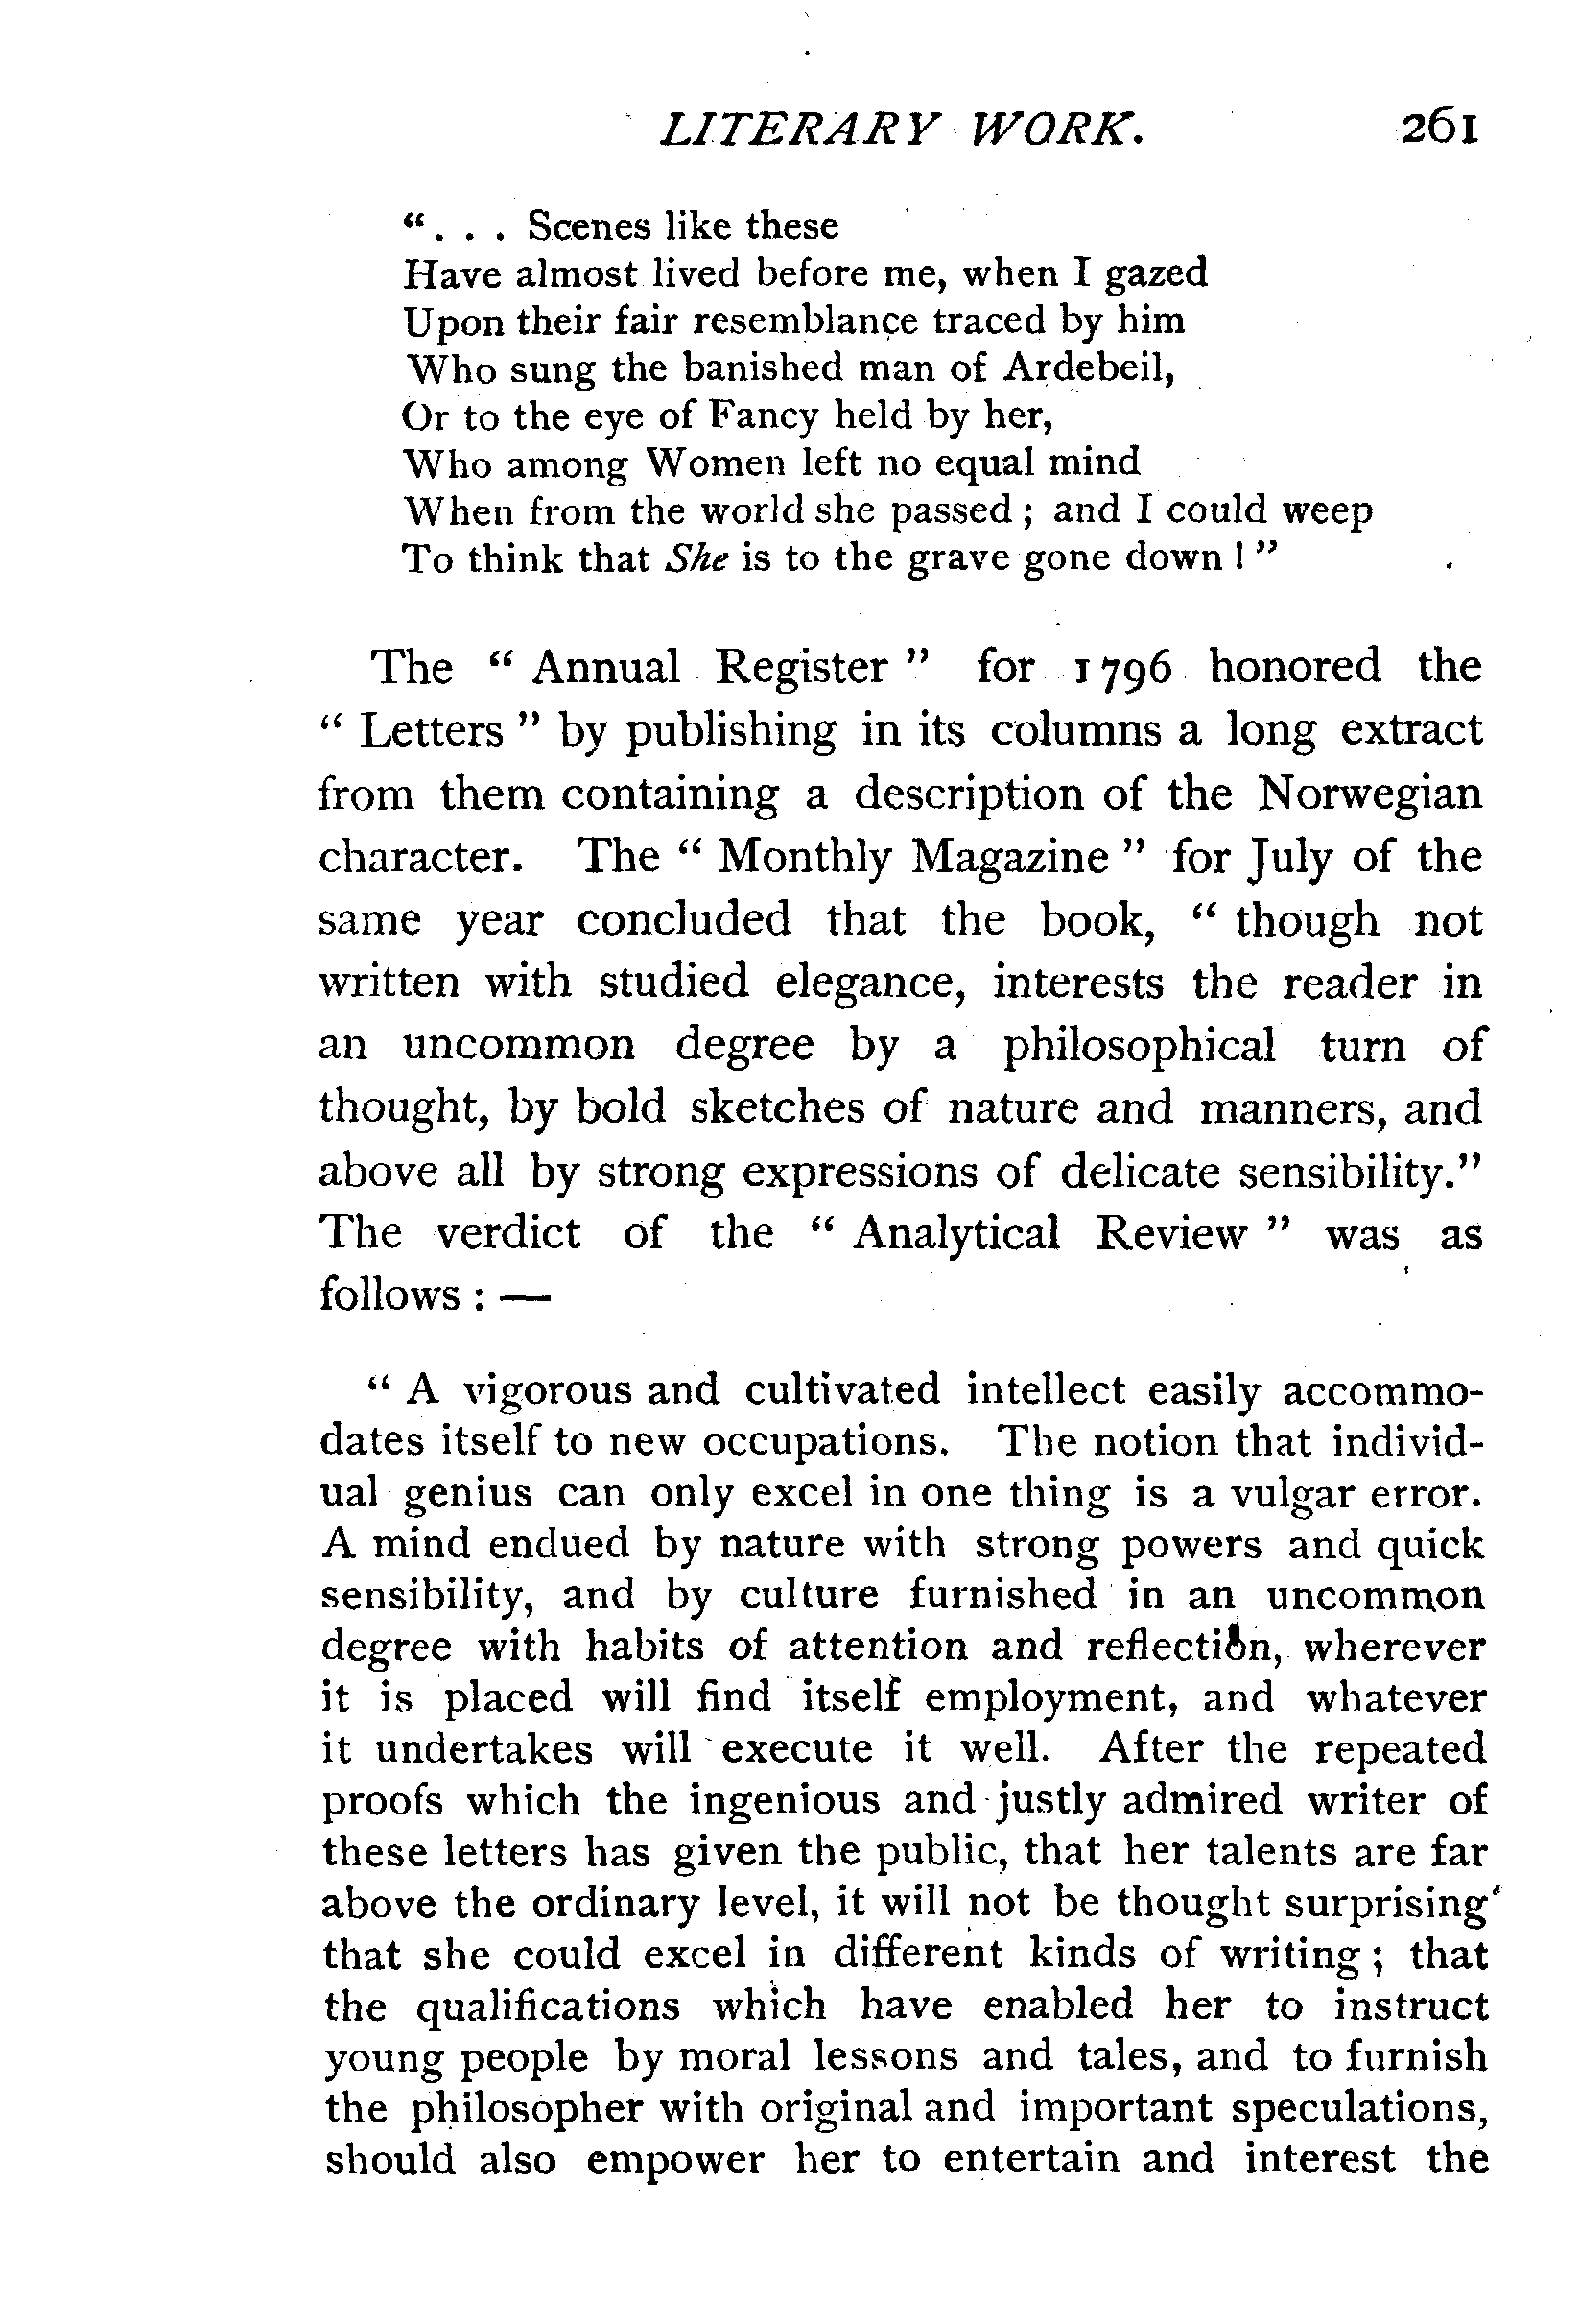 LITERARY WORK. 261
“. . . Scenes like these
Have almost lived before me, when I gazed
Upon their fair resemblance traced by him
Who sung the banished man of Ardebeil,
Or to the eye of Fancy held by her,
Who among Women left no equal mind
When from the world she passed; and I could weep
To think that She is to the grave gone down!”
The “Annual Register” for 1796 honored the
“Letters” by publishing in its columns a long extract
from them containing a description of the Norwegian
character. The “Monthly Magazine” for July of the
same year concluded that the book, “though not
written with studied elegance, interests the reader in
an uncommon degree by a philosophical turn of
thought, by bold sketches of nature and manners, and
above all by strong expressions of delicate sensibility.”
The verdict of the “Analytical Review” was as
follows: —
“A vigorous and cultivated intellect easily accommo-
dates itself to new occupations. The notion that individ-
ual genius can only excel in one thing is a vulgar error.
A mind endued by nature with strong powers and quick
sensibility, and by culture furnished in an uncommon
degree with habits of attention and reflection, wherever
it is placed will find itself employment, and whatever
it undertakes will execute it well. After the repeated
proofs which the ingenious and justly admired writer of
these letters has given the public, that her talents are far
above the ordinary level, it will not be thought surprising
that she could excel in different kinds of writing; that
the qualifications which have enabled her to instruct
young people by moral lessons and tales, and to furnish
the philosopher with original and important speculations,
should also empower her to entertain and interest the